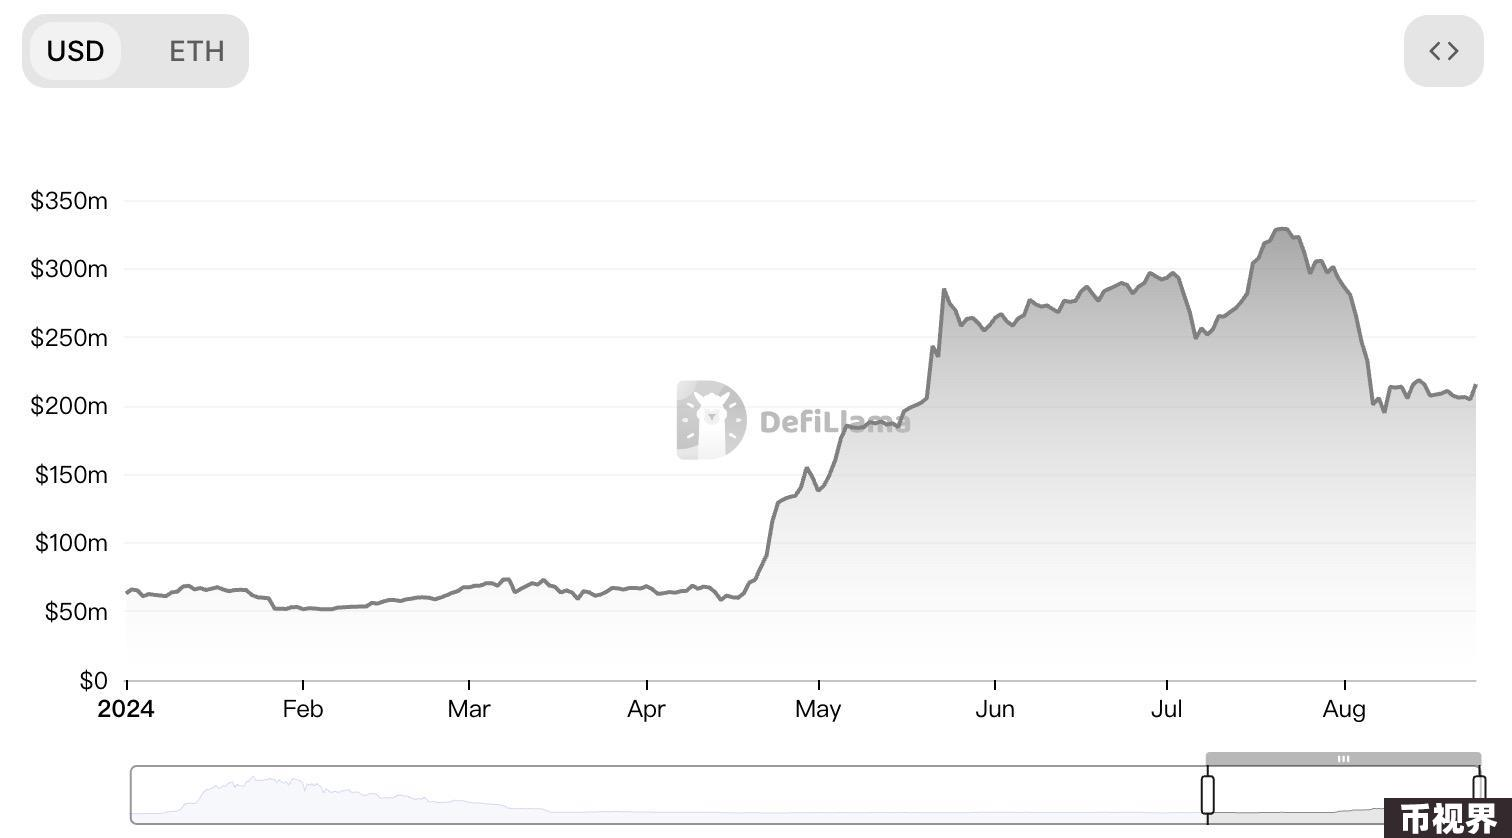 USD ETH
$350m
$300m
$250m
$200m
$150m
$100m
$50m
$0
DefiLlama
2024 Feb Mar Apr May Jun Jul Aug
币视界